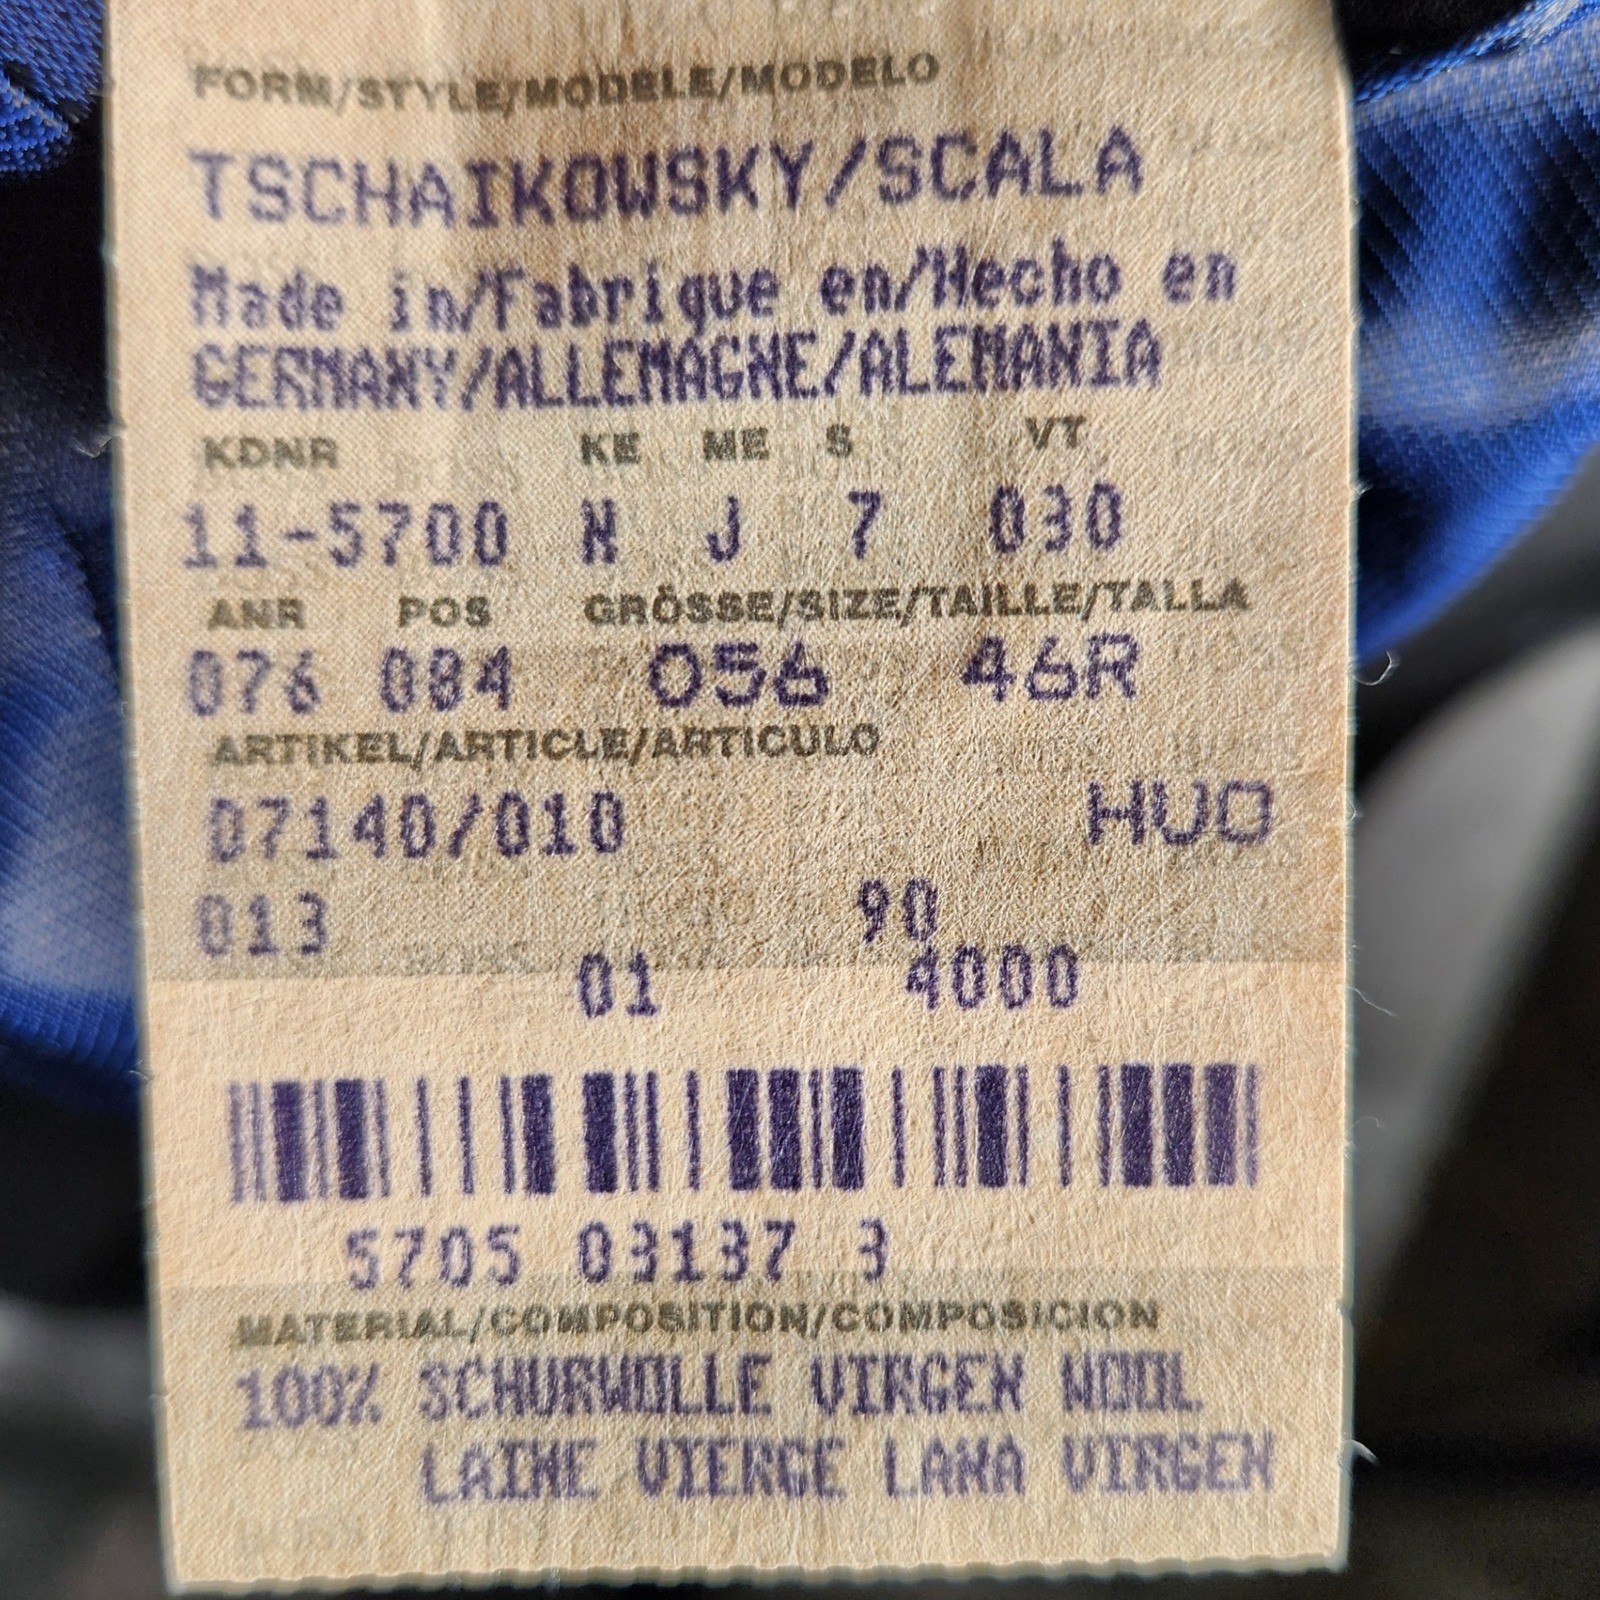 FORM/STYLE/MODELE/MODELO
TSCHAIKOWSKY/SCALA
Made in/Fabrique en/Hecho en
GERMANY/ALLEMAGNE/ALEMANIA
KDNR KE ME S VT
11-5700 N J 7 030
ANR POS GRÖSSE/SIZE/TAILLE/TALLA
076 084 056 46R
ARTIKEL/ARTICLE/ARTICULO
07140/010 HUO
013 90
01 4000
5705 03137 3
MATERIAL/COMPOSITION/COMPOSICION
100% SCHURWOLLE VIRGEN WOOL
LAINE VIERGE LANA VIRGEN